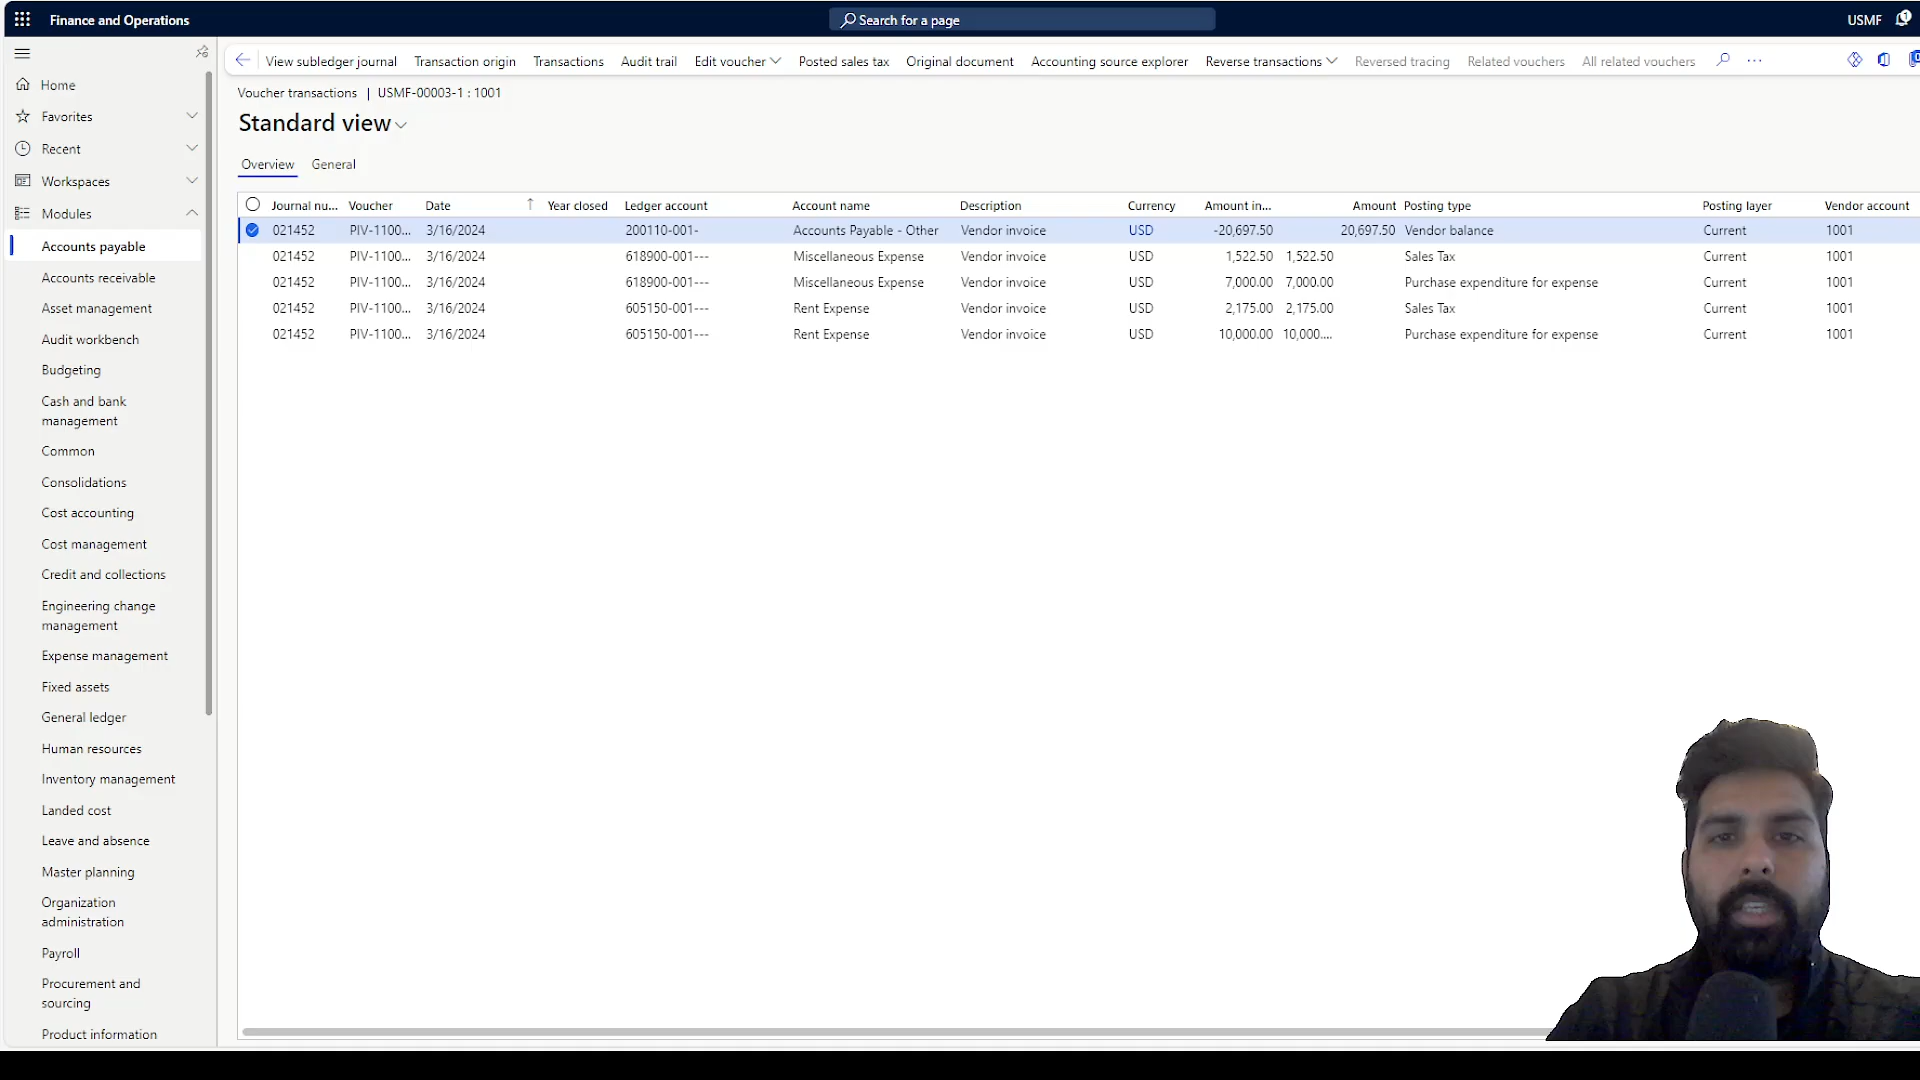 Finance and Operations
Search for a page
USMF
1
View subledger journal
Transaction origin
Transactions
Audit trail
Edit voucher
Posted sales tax
Original document
Accounting source explorer
Reverse transactions
Reversed tracing
Related vouchers
All related vouchers
Voucher transactions | USMF-00003-1 : 1001
Standard view
Overview
General
Journal nu... Voucher Date Year closed Ledger account Account name Description Currency Amount in... Amount Posting type Posting layer Vendor account
021452 PIV-1100... 3/16/2024 200110-001- Accounts Payable - Other Vendor invoice USD -20,697.50 20,697.50 Vendor balance Current 1001
021452 PIV-1100... 3/16/2024 618900-001--- Miscellaneous Expense Vendor invoice USD 1,522.50 1,522.50 Sales Tax Current 1001
021452 PIV-1100... 3/16/2024 618900-001--- Miscellaneous Expense Vendor invoice USD 7,000.00 7,000.00 Purchase expenditure for expense Current 1001
021452 PIV-1100... 3/16/2024 605150-001--- Rent Expense Vendor invoice USD 2,175.00 2,175.00 Sales Tax Current 1001
021452 PIV-1100... 3/16/2024 605150-001--- Rent Expense Vendor invoice USD 10,000.00 10,000.... Purchase expenditure for expense Current 1001
Home
Favorites
Recent
Workspaces
Modules
Accounts payable
Accounts receivable
Asset management
Audit workbench
Budgeting
Cash and bank
management
Common
Consolidations
Cost accounting
Cost management
Credit and collections
Engineering change
management
Expense management
Fixed assets
General ledger
Human resources
Inventory management
Landed cost
Leave and absence
Master planning
Organization
administration
Payroll
Procurement and
sourcing
Product information